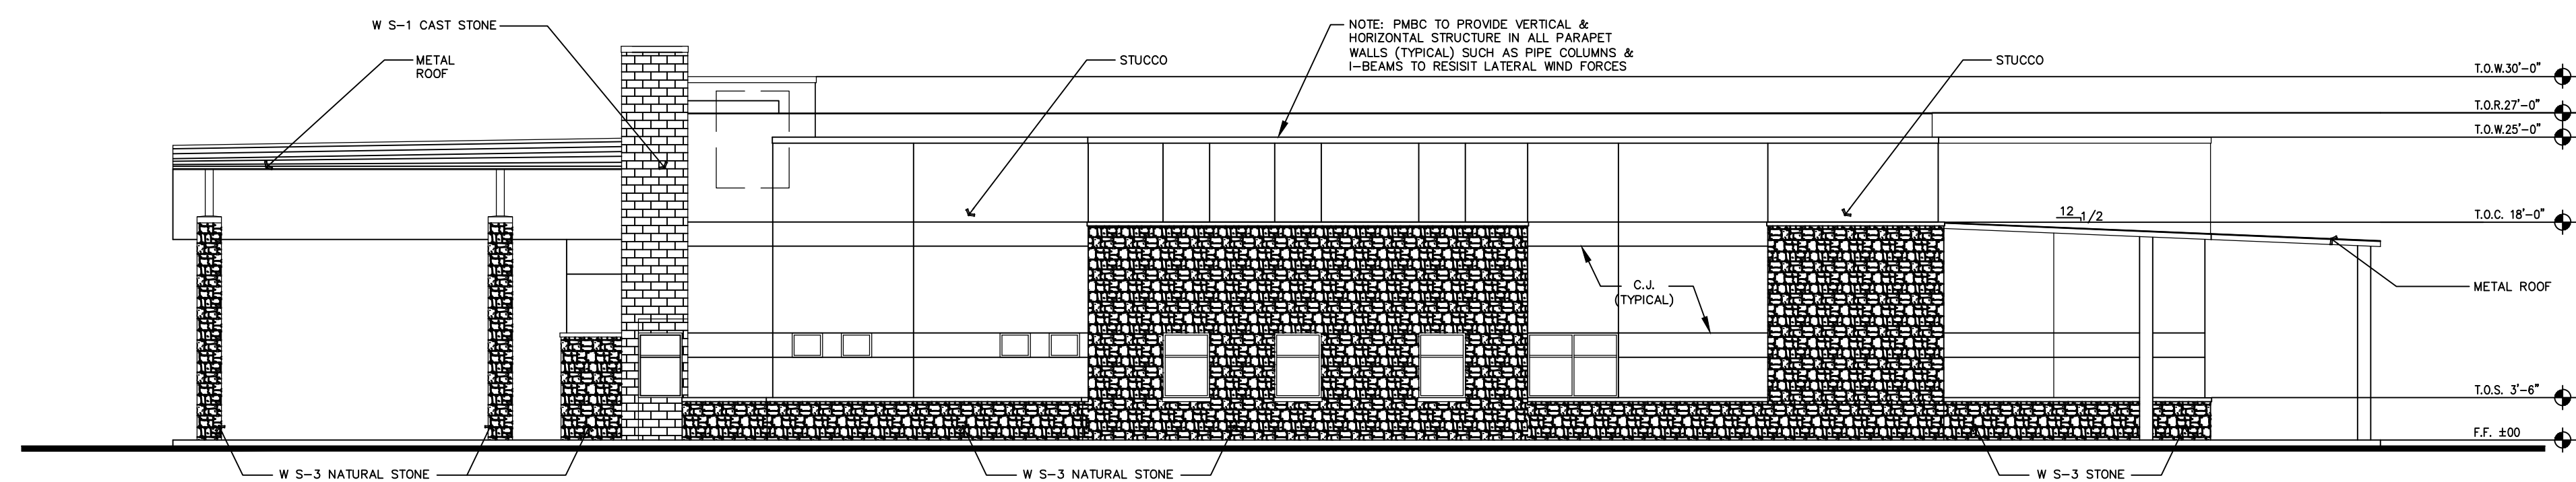 W S-1 CAST STONE
METAL
ROOF
STUCCO
NOTE: PMBC TO PROVIDE VERTICAL &
HORIZONTAL STRUCTURE IN ALL PARAPET
WALLS (TYPICAL) SUCH AS PIPE COLUMNS &
I-BEAMS TO RESISIT LATERAL WIND FORCES
STUCCO
T.O.W.30'-0"
T.O.R.27'-0"
T.O.W.25'-0"
12
1/2
T.O.C. 18'-0"
C.J.
(TYPICAL)
METAL ROOF
T.O.S. 3'-6"
F.F. ±00
W S-3 NATURAL STONE
W S-3 NATURAL STONE
W S-3 STONE